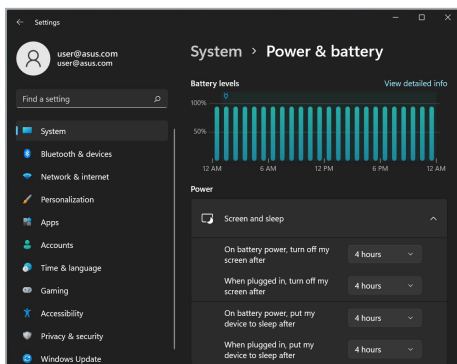 Settings
user@asus.com
user@asus.com
Find a setting
System
Bluetooth & devices
Network & internet
Personalization
Apps
Accounts
Time & language
Gaming
Accessibility
Privacy & security
Windows Update
System > Power & battery
Battery levels
View detailed info
100%
50%
12 AM 6 AM 12 PM 6 PM 12 AM
Power
Screen and sleep
On battery power, turn off my
screen after
4 hours
When plugged in, turn off my
screen after
4 hours
On battery power, put my
device to sleep after
4 hours
When plugged in, put my
device to sleep after
4 hours